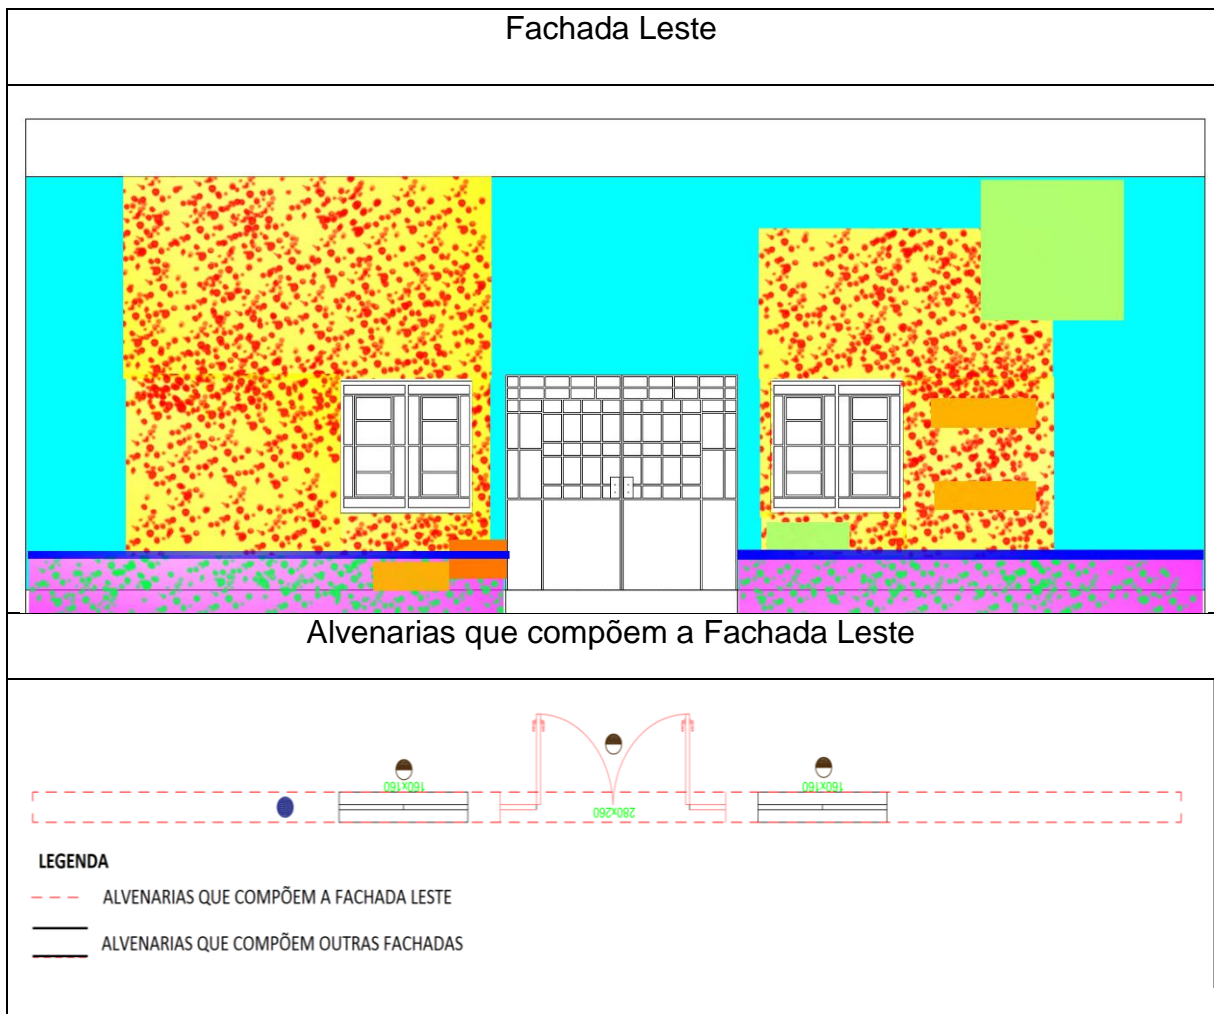 Fachada Leste
Alvenarias que compõem a Fachada Leste
160x160
160x160
280x260
LEGENDA
ALVENARIAS QUE COMPÕEM A FACHADA LESTE
ALVENARIAS QUE COMPÕEM OUTRAS FACHADAS